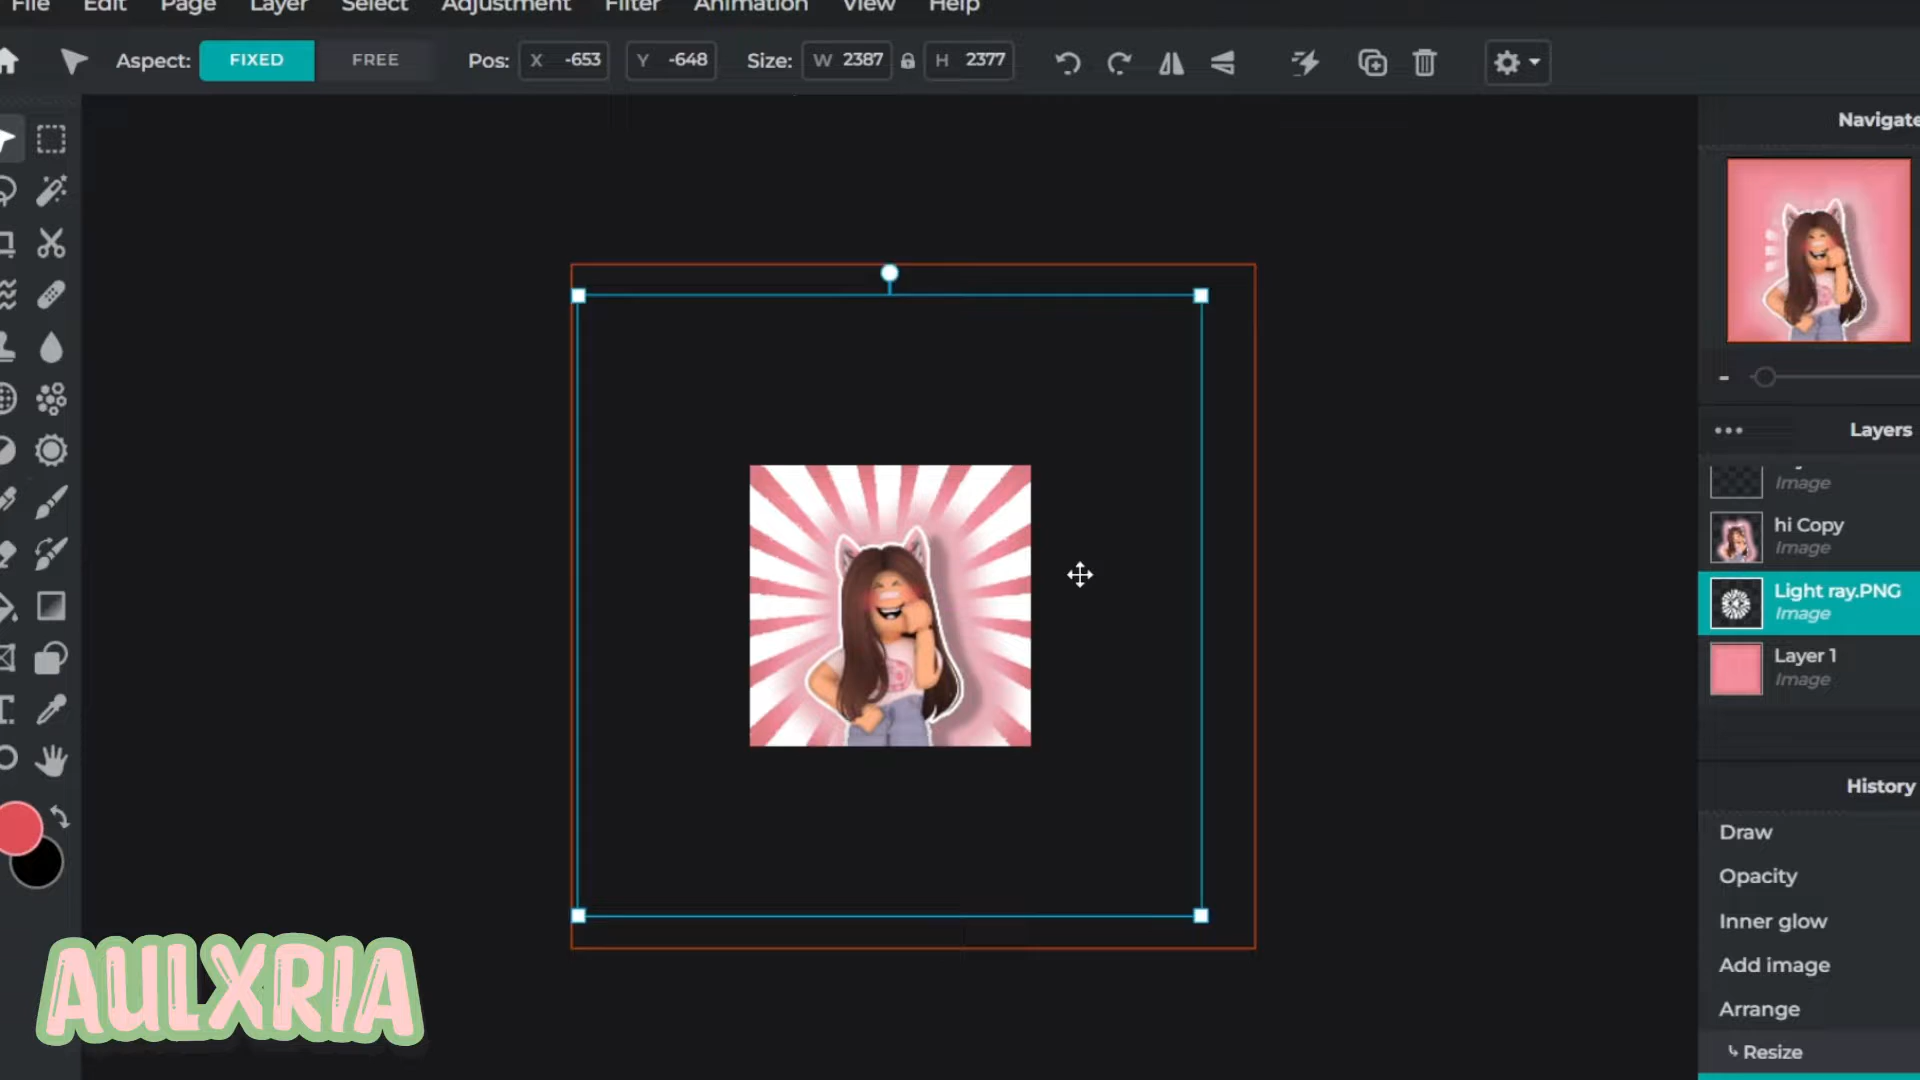 File Edit Page Layer Select Adjustment Filter Animation View Help
Aspect: FIXED FREE Pos: X -653 Y -648 Size: W 2387 H 2377
Navigate
Layers
Image
hi Copy
Image
Light ray.PNG
Image
Layer 1
Image
History
Draw
Opacity
Inner glow
Add image
Arrange
Resize
AULXRIA